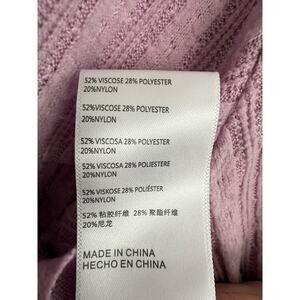 52% VISCOSE 28% POLYESTER
20%NYLON
52%VISCOSE 28% POLYESTER
20%NYLON
52% VISCOSA 28% POLYESTER
20%NYLON
52% VISCOSA 28% POLIESTERE
20%NYLON
52% VISKOSE 28% POLIÉSTER
20%NYLON
52% 粘胶纤维 28% 聚酯纤维
20%尼龙
MADE IN CHINA
HECHO EN CHINA